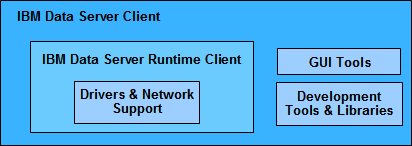 IBM Data Server Client
IBM Data Server Runtime Client
Drivers & Network
Support
GUI Tools
Development
Tools & Libraries